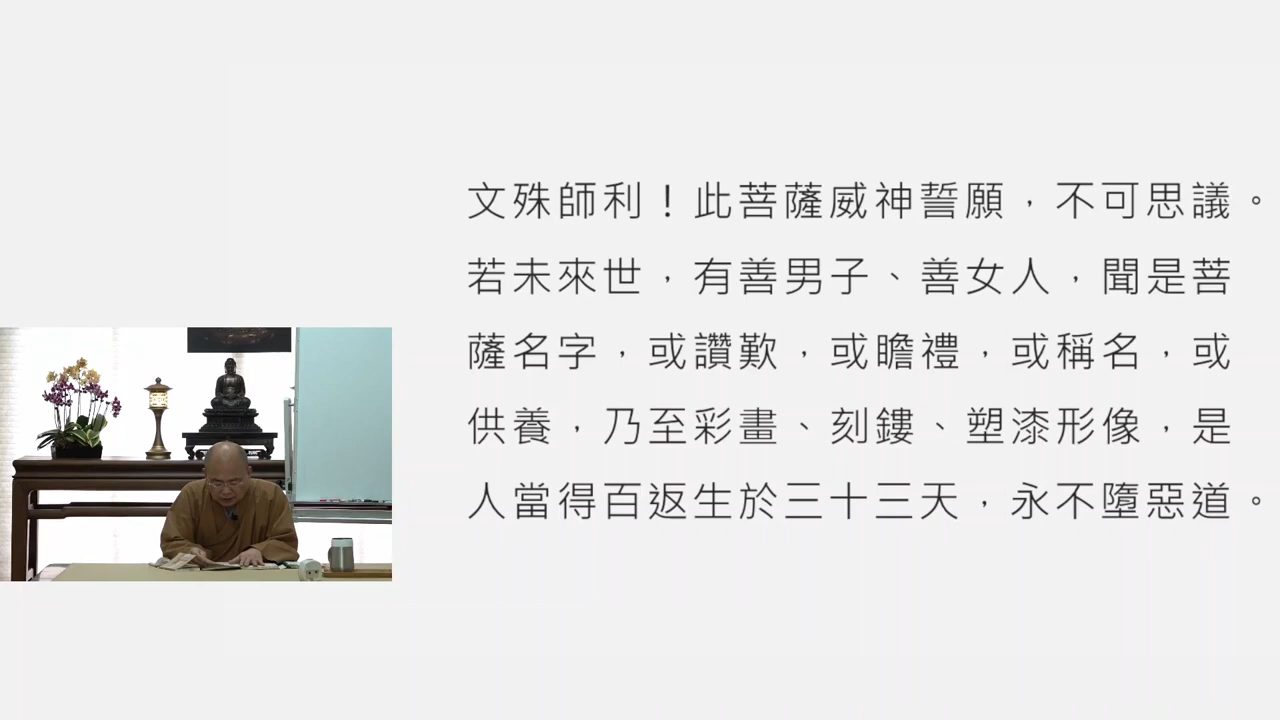 文殊師利！此菩薩威神誓願，不可思議。
若未來世，有善男子、善女人，聞是菩
薩名字，或讚歎，或瞻禮，或稱名，或
供養，乃至彩畫、刻鏤、塑漆形像，是
人當得百返生於三十三天，永不墮惡道。